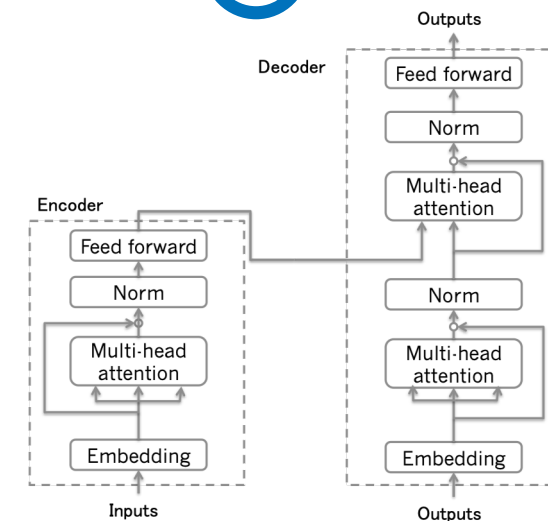 Outputs
Decoder
Feed forward
Norm
Multi-head
attention
Norm
Multi-head
attention
Embedding
Outputs
Encoder
Feed forward
Norm
Multi-head
attention
Embedding
Inputs